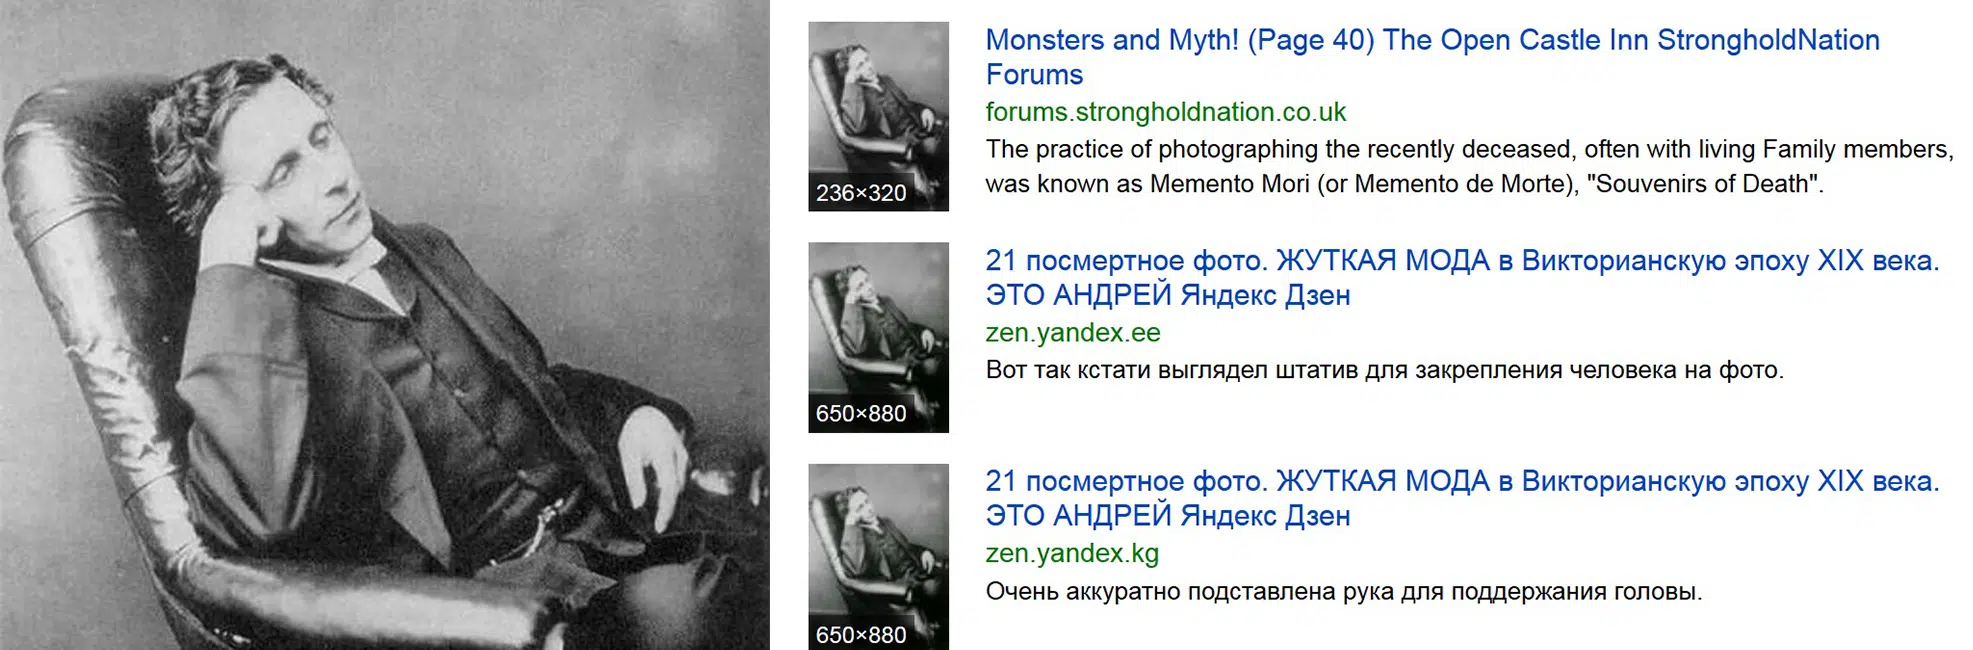 Monsters and Myth! (Page 40) The Open Castle Inn StrongholdNation
Forums
forums.strongholdnation.co.uk
The practice of photographing the recently deceased, often with living Family members,
was known as Memento Mori (or Memento de Morte), "Souvenirs of Death".
236×320
21 посмертное фото. ЖУТКАЯ МОДА в Викторианскую эпоху XIX века.
ЭТО АНДРЕЙ Яндекс Дзен
zen.yandex.ee
Вот так кстати выглядел штатив для закрепления человека на фото.
650×880
21 посмертное фото. ЖУТКАЯ МОДА в Викторианскую эпоху XIX века.
ЭТО АНДРЕЙ Яндекс Дзен
zen.yandex.kg
Очень аккуратно подставлена рука для поддержания головы.
650×880